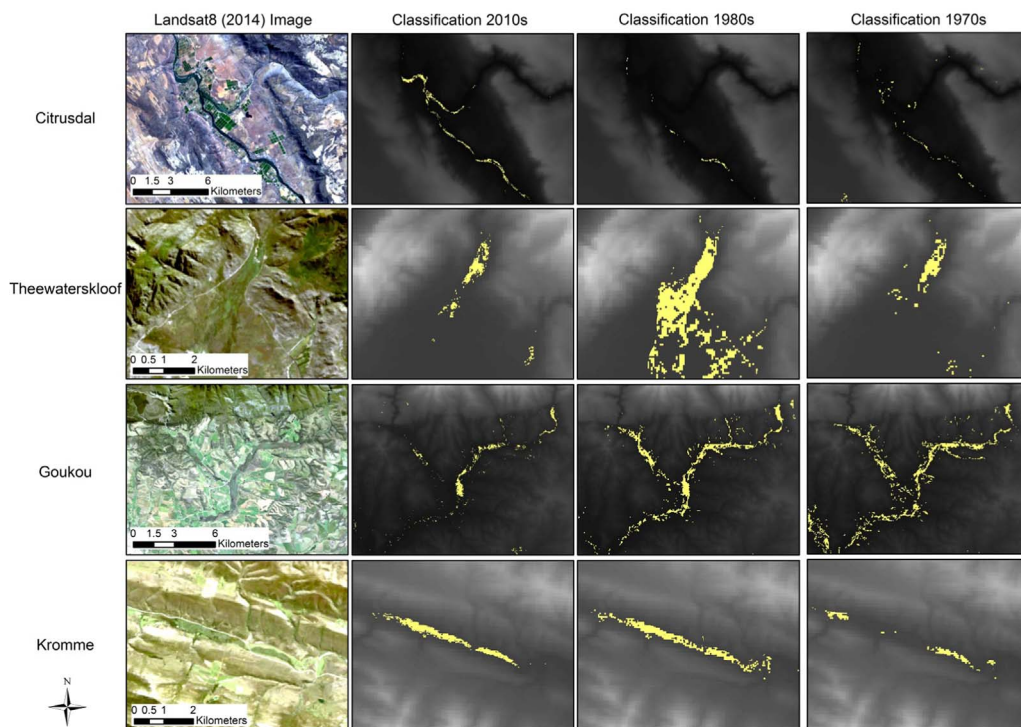 Landsat8 (2014) Image
Classification 2010s
Classification 1980s
Classification 1970s
Citrusdal
0 1.5 3 6
Kilometers
Theewaterskloof
0 0.5 1 2
Kilometers
Goukou
0 1.5 3 6
Kilometers
Kromme
0 0.5 1 2
Kilometers
N